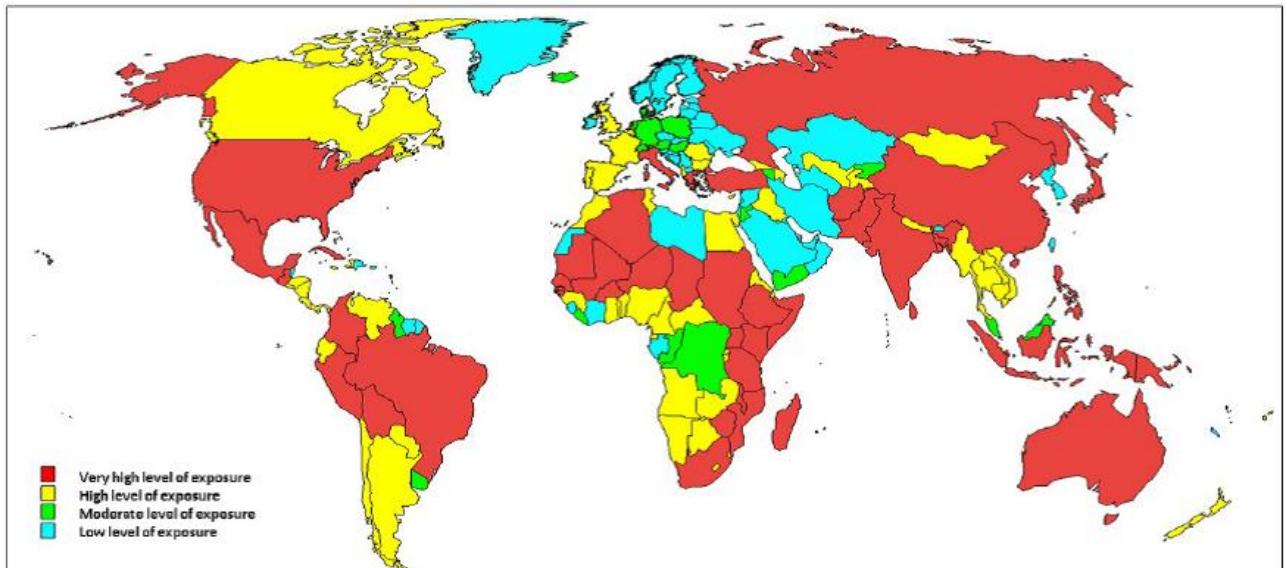 Very high level of exposure
High level of exposure
Moderate level of exposure
Low level of exposure